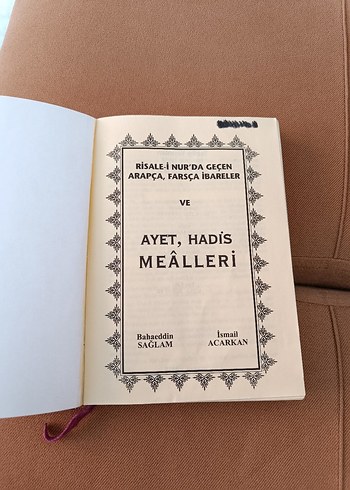 RİSALE-İ NUR'DA GEÇEN
ARAPÇA, FARSÇA İBARELER
VE
AYET, HADİS
MEÂLLERİ
Bahaeddin
SAĞLAM
İsmail
ACARKAN